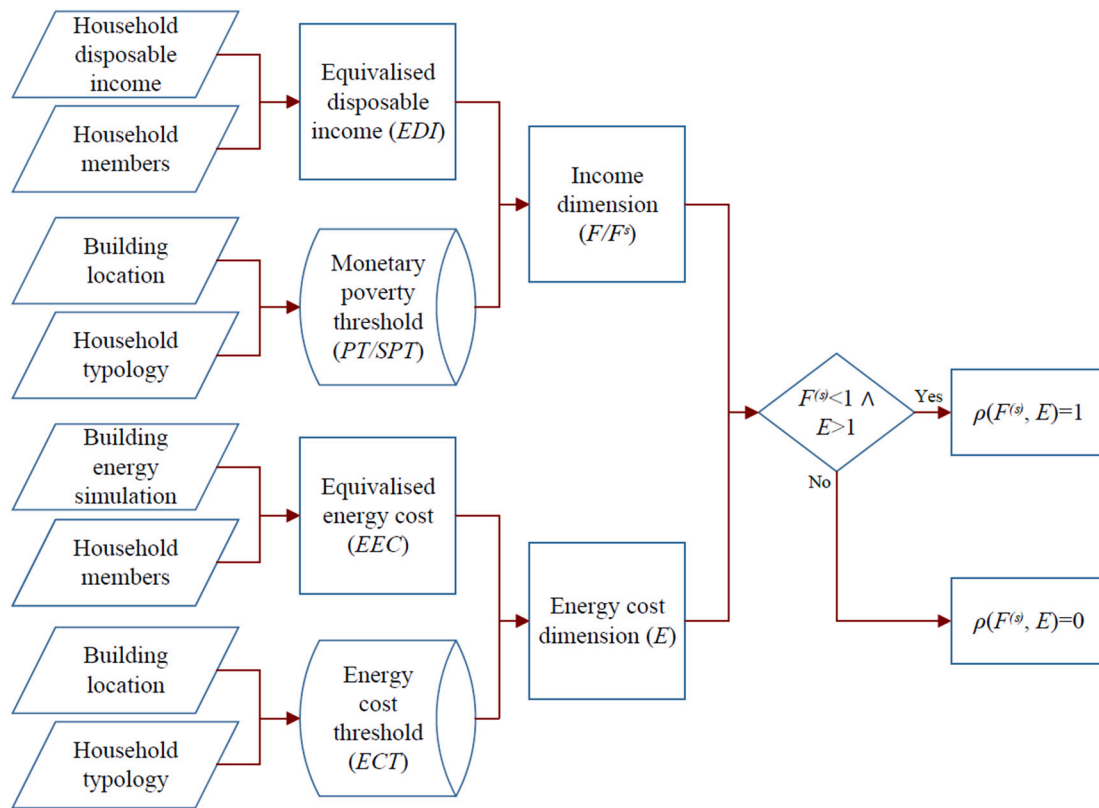 Household
disposable
income
Household
members
Equivalised
disposable
income (EDI)
Building
location
Household
typology
Monetary
poverty
threshold
(PT/SPT)
Income
dimension
(F/Fˢ)
Building
energy
simulation
Household
members
Equivalised
energy cost
(EEC)
Building
location
Household
typology
Energy
cost
threshold
(ECT)
Energy cost
dimension (E)
F⁽ˢ⁾<1 ∧
E>1
Yes
No
ρ(F⁽ˢ⁾, E)=1
ρ(F⁽ˢ⁾, E)=0